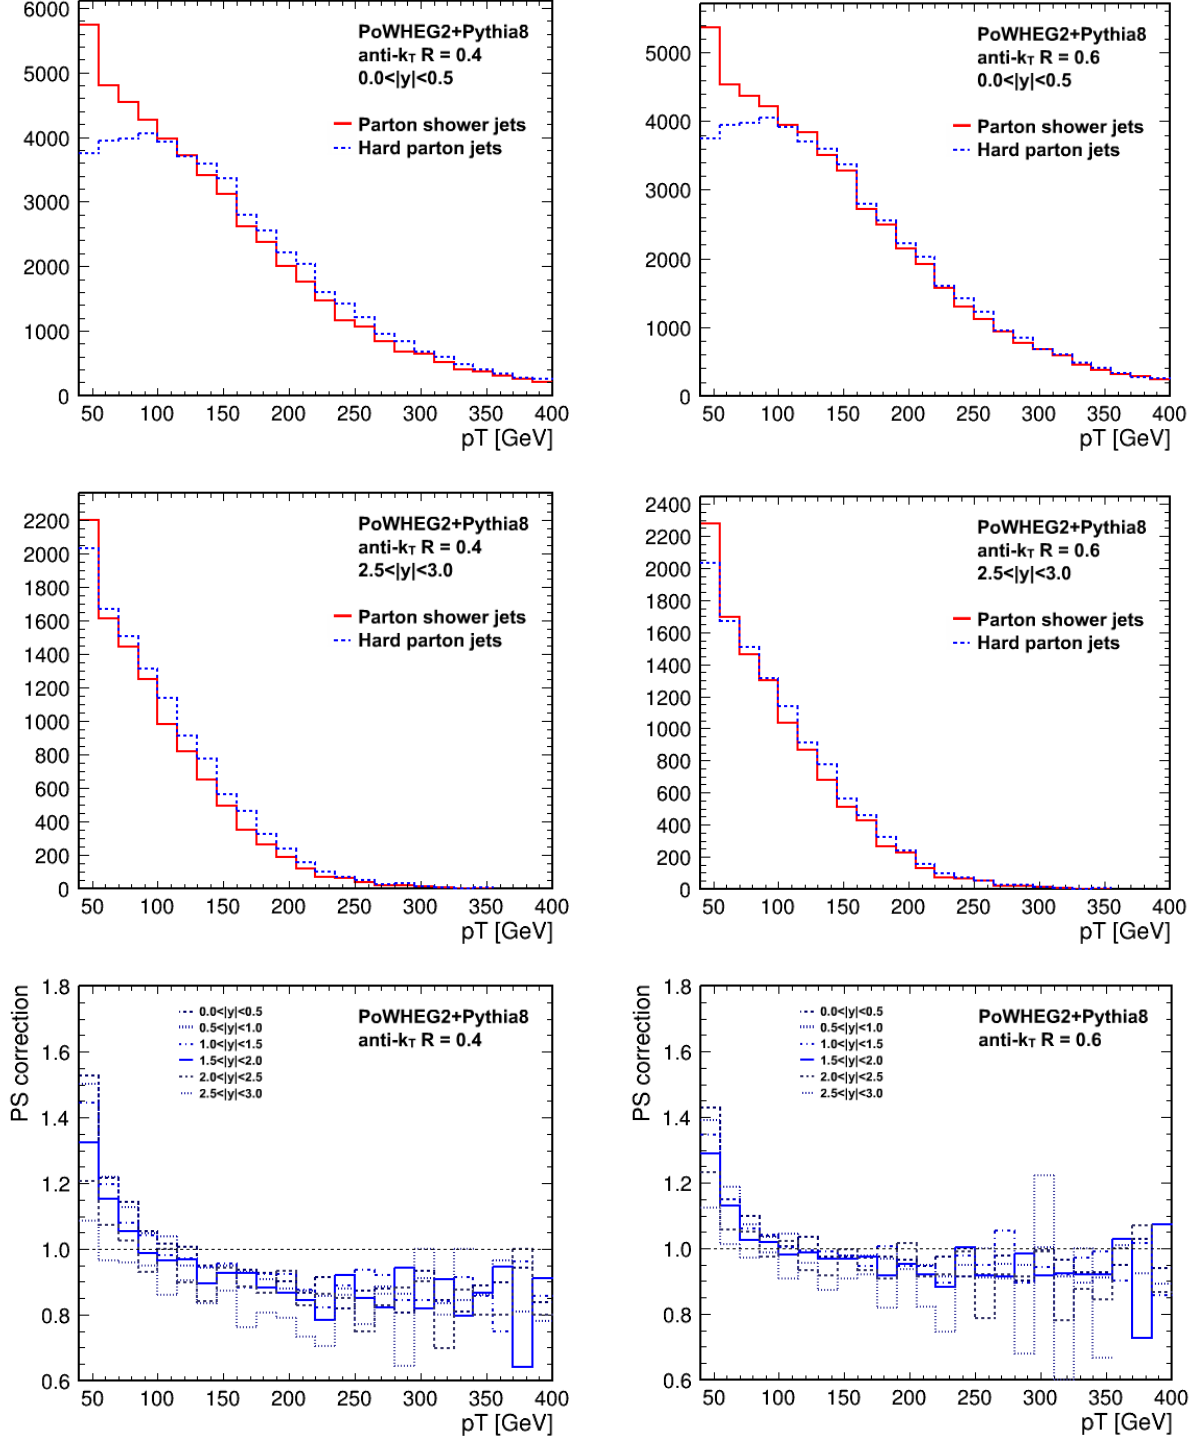 6000
5000
4000
3000
2000
1000
0
PoWHEG2+Pythia8
anti-kT R = 0.4
0.0<|y|<0.5
Parton shower jets
Hard parton jets
50 100 150 200 250 300 350 400
pT [GeV]
5000
4000
3000
2000
1000
0
PoWHEG2+Pythia8
anti-kT R = 0.6
0.0<|y|<0.5
Parton shower jets
Hard parton jets
50 100 150 200 250 300 350 400
pT [GeV]
2200
2000
1800
1600
1400
1200
1000
800
600
400
200
0
PoWHEG2+Pythia8
anti-kT R = 0.4
2.5<|y|<3.0
Parton shower jets
Hard parton jets
50 100 150 200 250 300 350 400
pT [GeV]
2400
2200
2000
1800
1600
1400
1200
1000
800
600
400
200
0
PoWHEG2+Pythia8
anti-kT R = 0.6
2.5<|y|<3.0
Parton shower jets
Hard parton jets
50 100 150 200 250 300 350 400
pT [GeV]
PS correction
1.8
1.6
1.4
1.2
1.0
0.8
0.6
0.0<|y|<0.5
0.5<|y|<1.0
1.0<|y|<1.5
1.5<|y|<2.0
2.0<|y|<2.5
2.5<|y|<3.0
PoWHEG2+Pythia8
anti-kT R = 0.4
50 100 150 200 250 300 350 400
pT [GeV]
PS correction
1.8
1.6
1.4
1.2
1.0
0.8
0.6
0.0<|y|<0.5
0.5<|y|<1.0
1.0<|y|<1.5
1.5<|y|<2.0
2.0<|y|<2.5
2.5<|y|<3.0
PoWHEG2+Pythia8
anti-kT R = 0.6
50 100 150 200 250 300 350 400
pT [GeV]